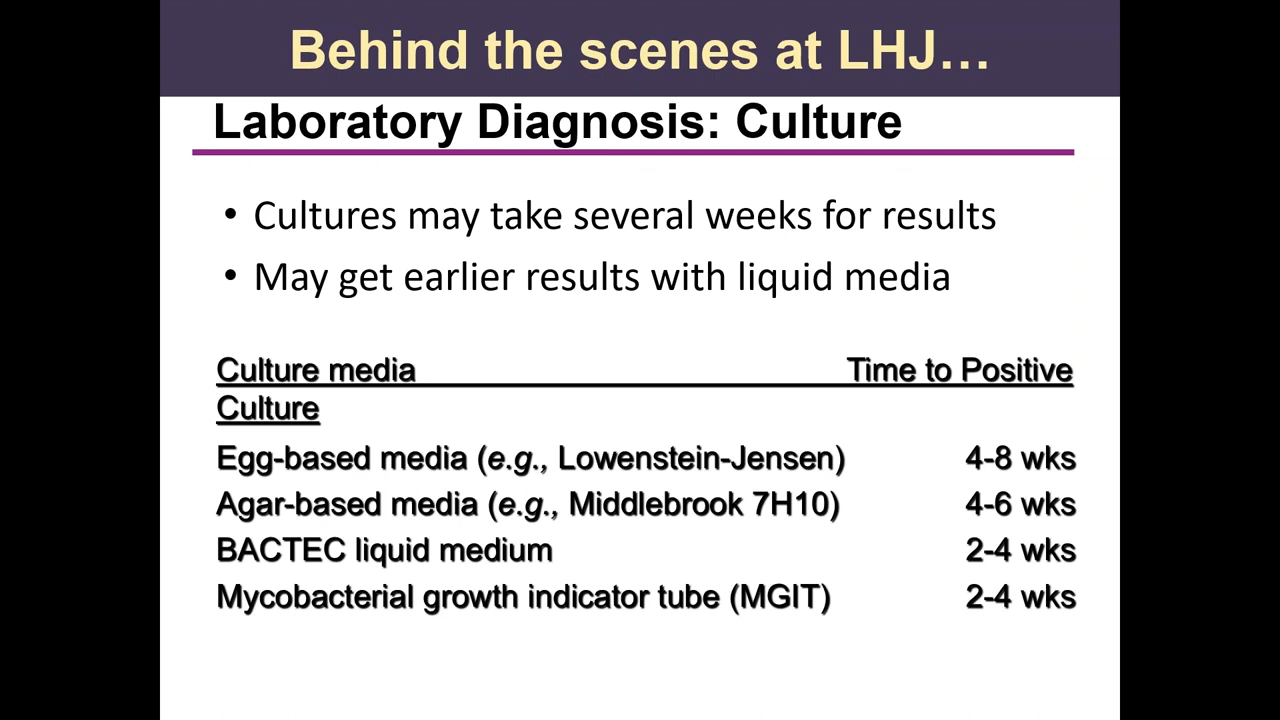 Behind the scenes at LHJ…
Laboratory Diagnosis: Culture
• Cultures may take several weeks for results
• May get earlier results with liquid media
Culture media Time to Positive
Culture
Egg-based media (e.g., Lowenstein-Jensen) 4-8 wks
Agar-based media (e.g., Middlebrook 7H10) 4-6 wks
BACTEC liquid medium 2-4 wks
Mycobacterial growth indicator tube (MGIT) 2-4 wks